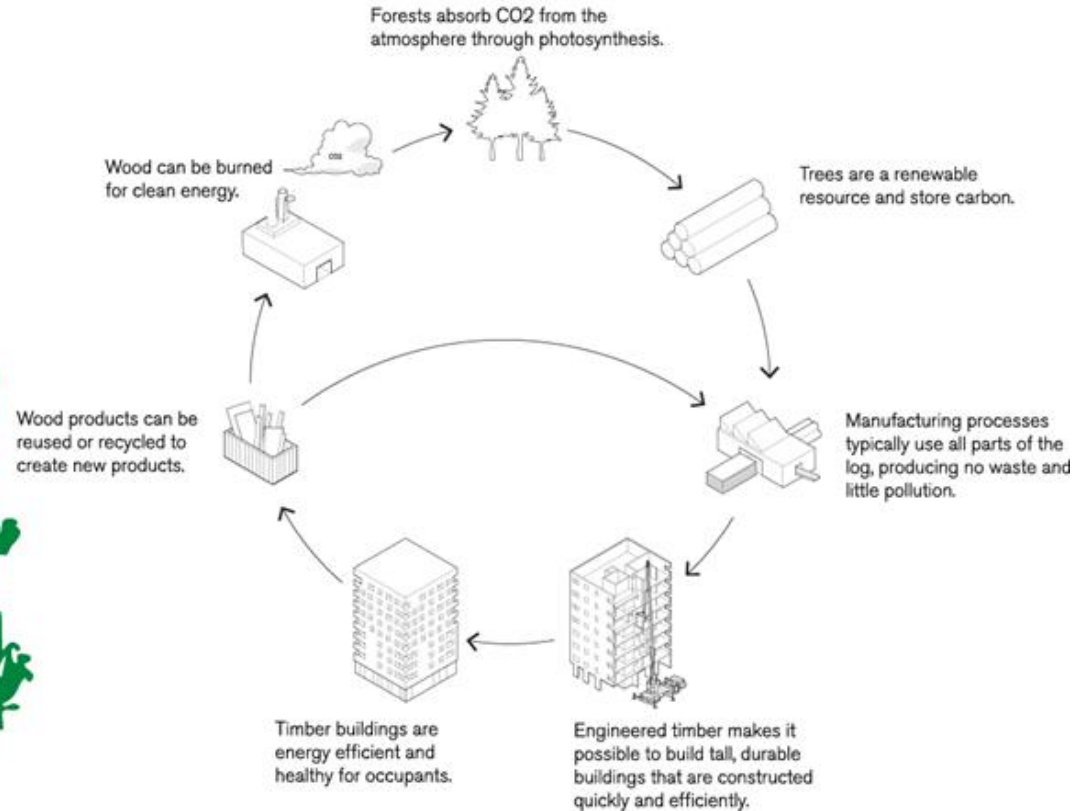 Forests absorb CO2 from the
atmosphere through photosynthesis.
Trees are a renewable
resource and store carbon.
Manufacturing processes
typically use all parts of the
log, producing no waste and
little pollution.
Engineered timber makes it
possible to build tall, durable
buildings that are constructed
quickly and efficiently.
Timber buildings are
energy efficient and
healthy for occupants.
Wood products can be
reused or recycled to
create new products.
Wood can be burned
for clean energy.
CO2